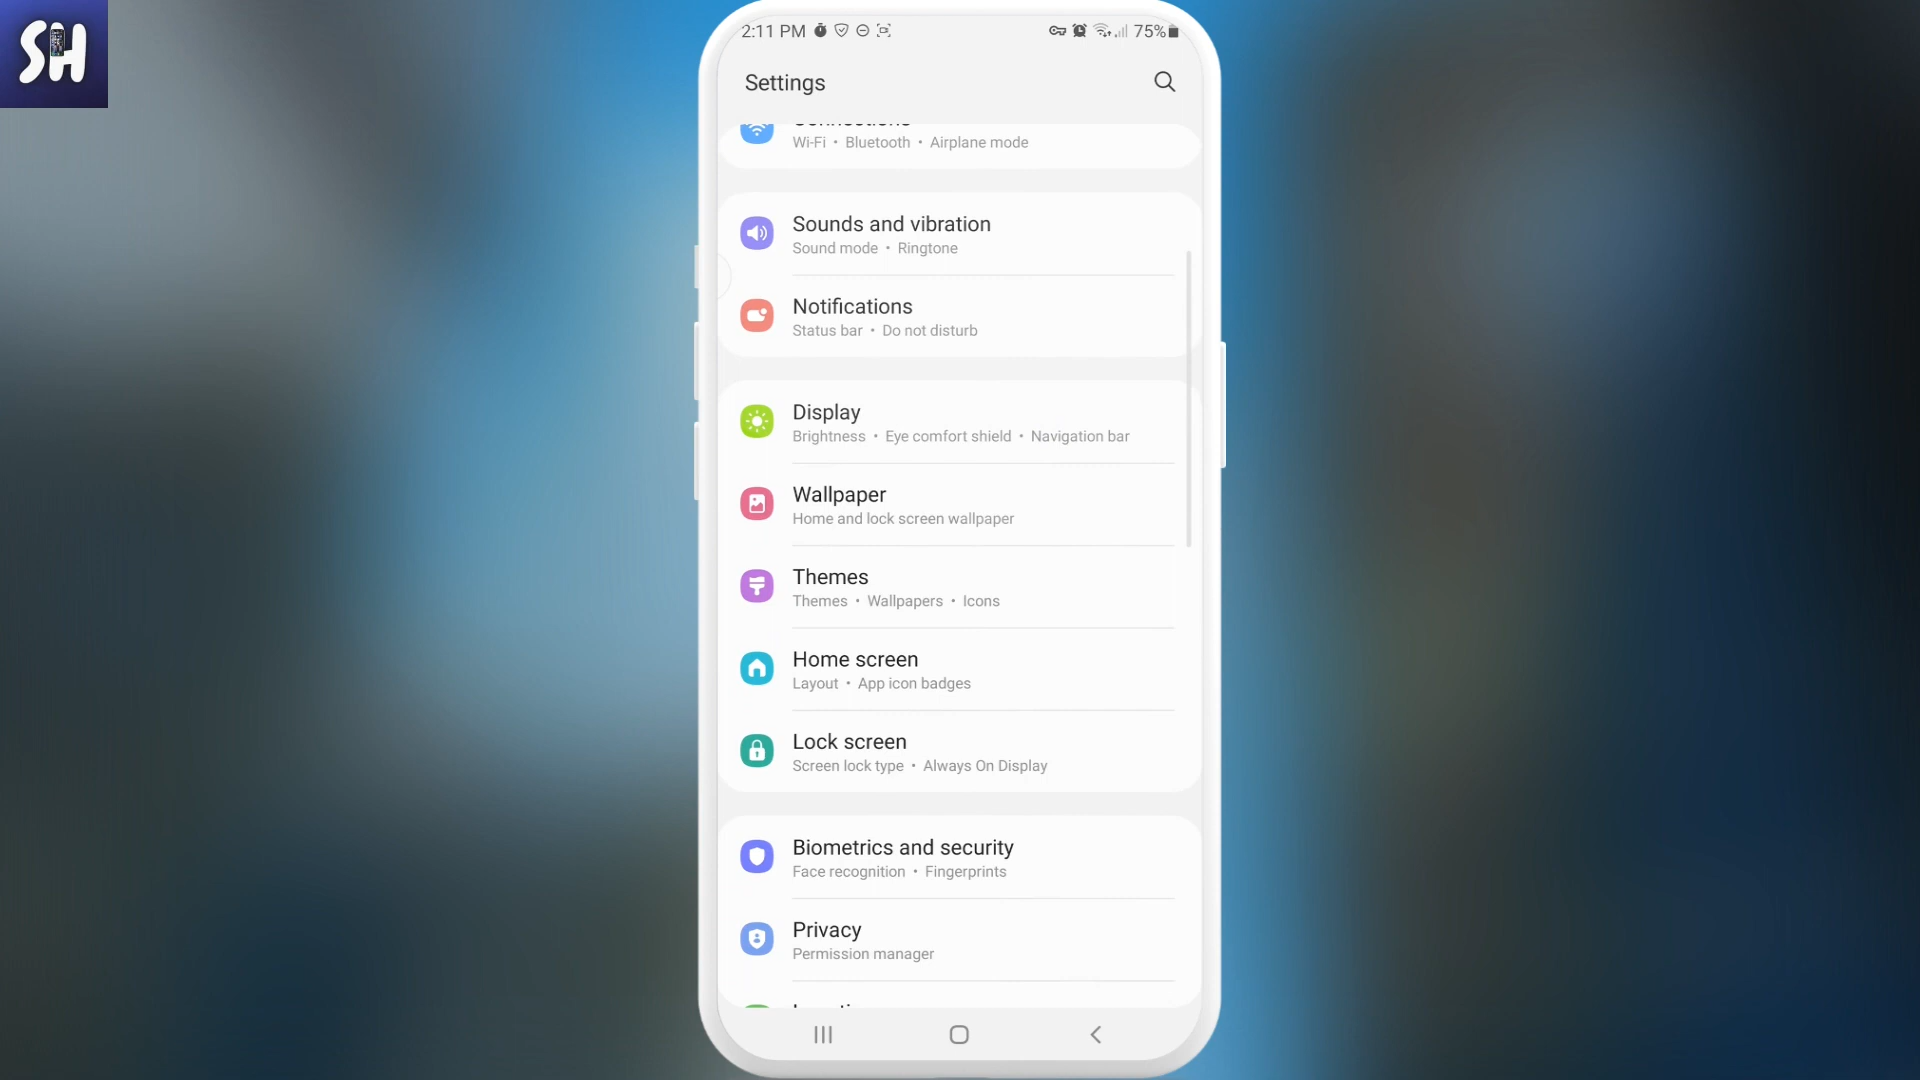 SH
2:11 PM 75%
Settings
Connections
Wi-Fi • Bluetooth • Airplane mode
Sounds and vibration
Sound mode • Ringtone
Notifications
Status bar • Do not disturb
Display
Brightness • Eye comfort shield • Navigation bar
Wallpaper
Home and lock screen wallpaper
Themes
Themes • Wallpapers • Icons
Home screen
Layout • App icon badges
Lock screen
Screen lock type • Always On Display
Biometrics and security
Face recognition • Fingerprints
Privacy
Permission manager